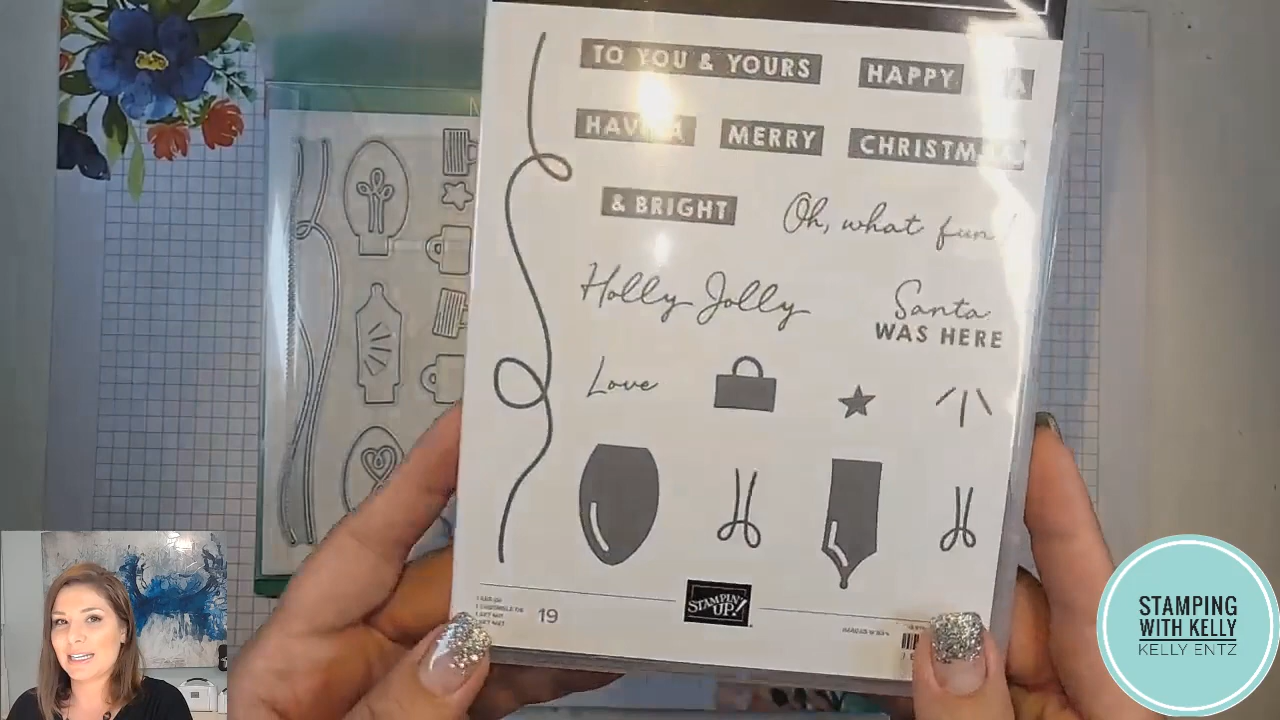 TO YOU & YOURS
HAPPY
A
HAVE A
MERRY
CHRISTMAS
& BRIGHT
Oh, what fun!
Holly Jolly
Santa
WAS HERE
Love
19
STAMPIN'
UP!
STAMPING
WITH KELLY
KELLY ENTZ